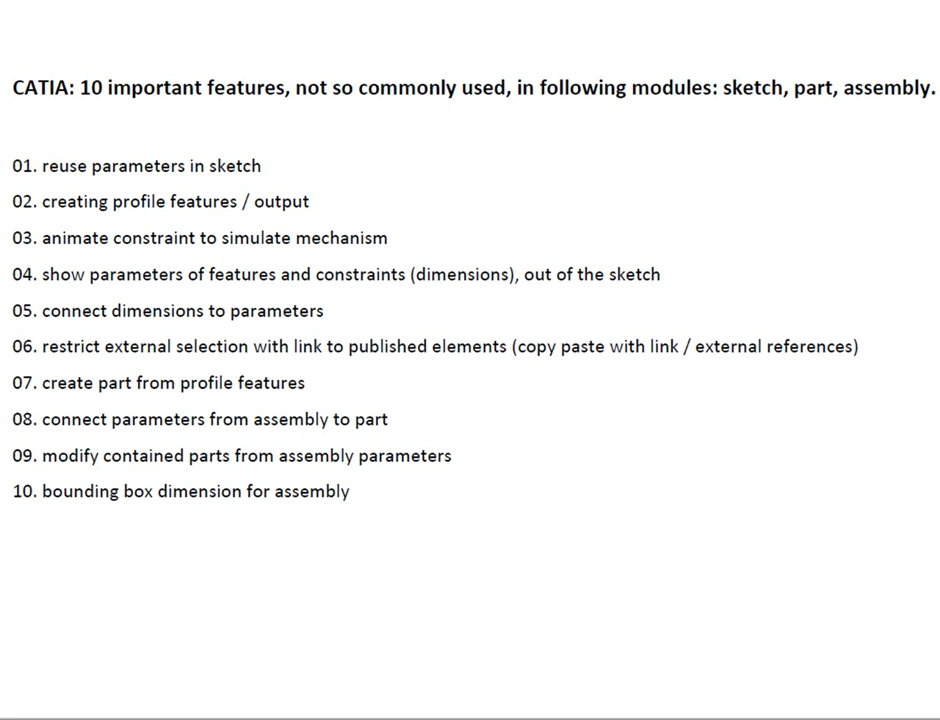 CATIA: 10 important features, not so commonly used, in following modules: sketch, part, assembly.
01. reuse parameters in sketch
02. creating profile features / output
03. animate constraint to simulate mechanism
04. show parameters of features and constraints (dimensions), out of the sketch
05. connect dimensions to parameters
06. restrict external selection with link to published elements (copy paste with link / external references)
07. create part from profile features
08. connect parameters from assembly to part
09. modify contained parts from assembly parameters
10. bounding box dimension for assembly